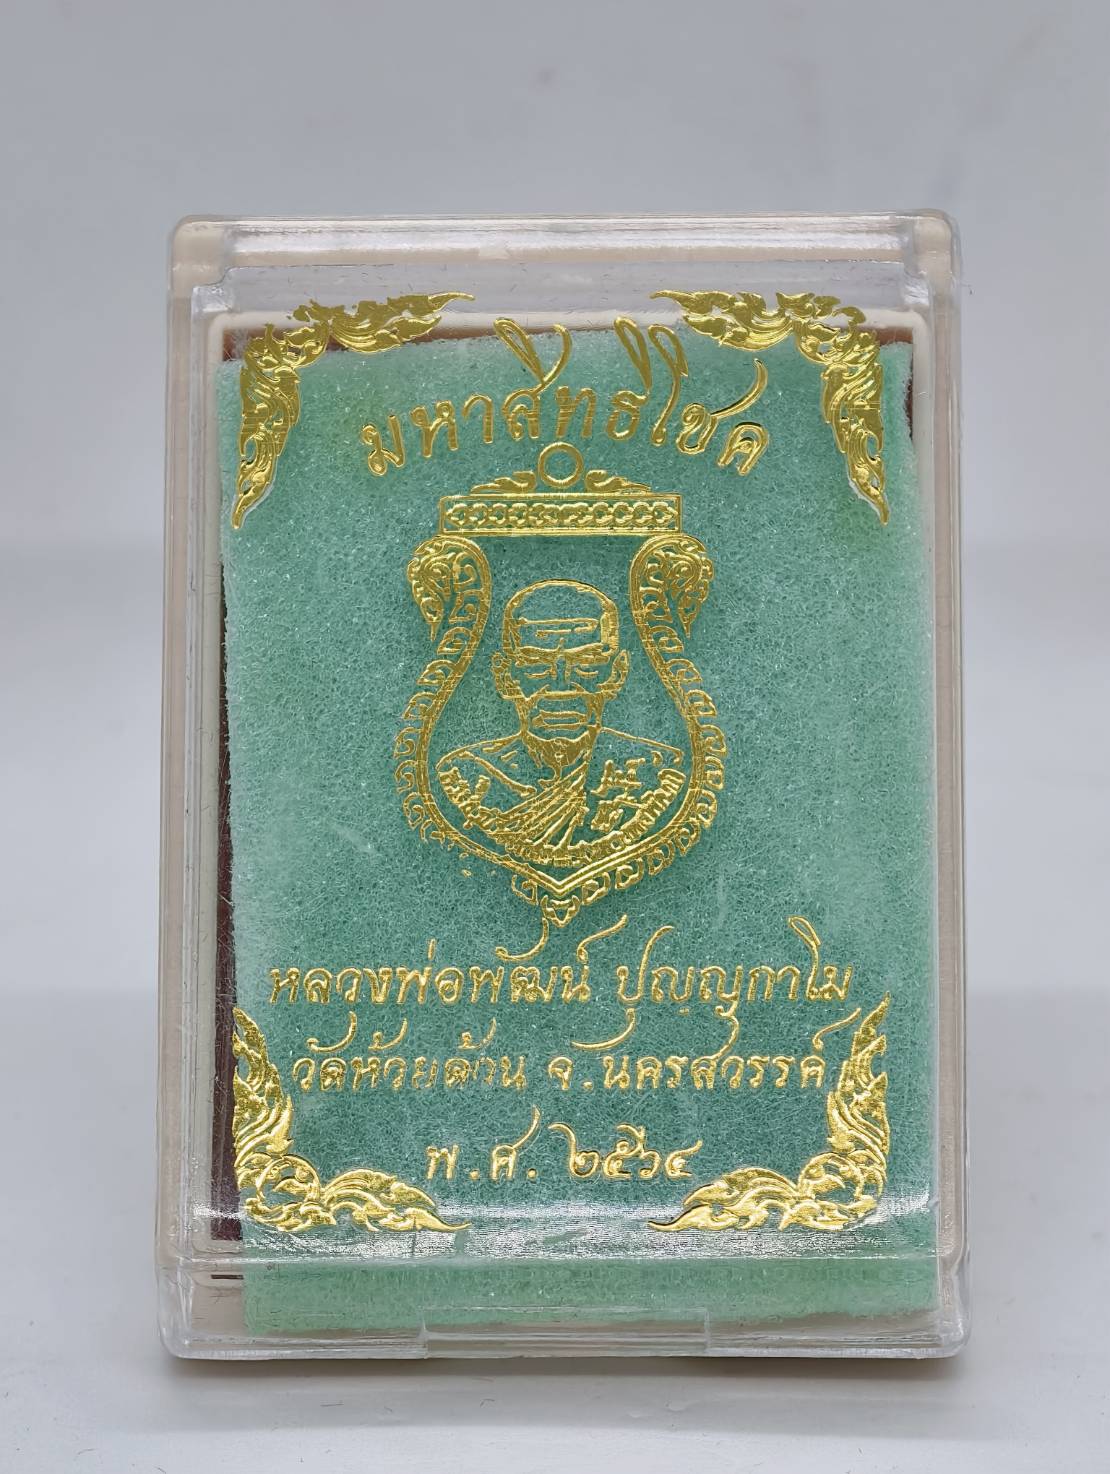 มหาสิทธิโชค
หลวงพ่อพัฒน์ ปุญญกาโม
วัดห้วยด้วน จ.นครสวรรค์
พ.ศ. ๒๕๖๔